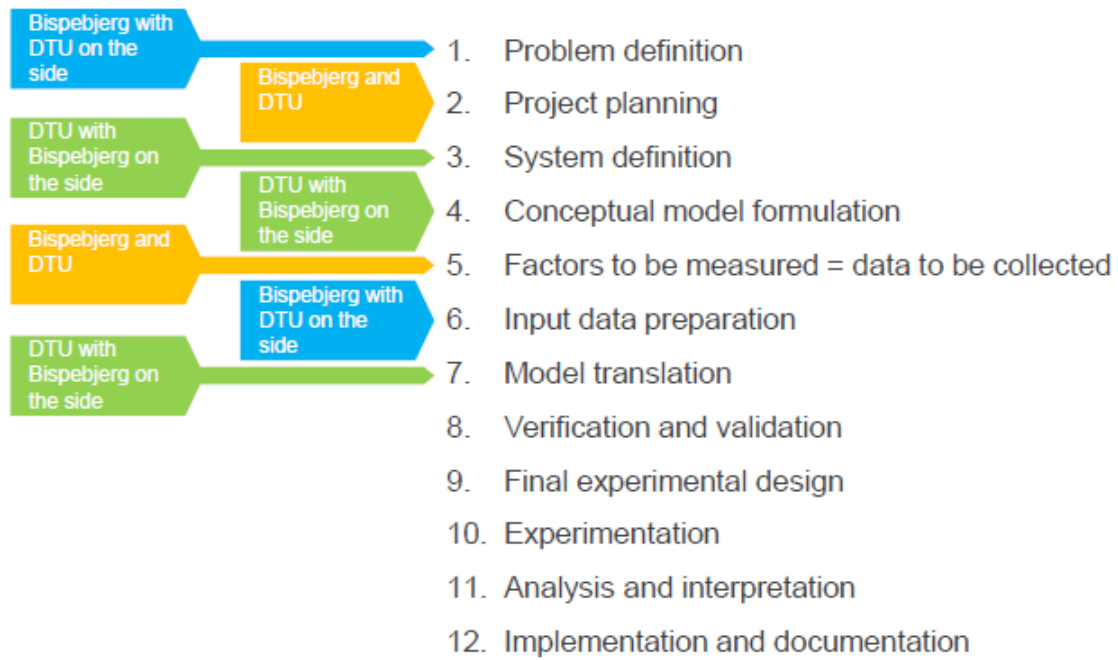 Bispebjerg with
DTU on the
side
1. Problem definition
Bispebjerg and
DTU
2. Project planning
DTU with
Bispebjerg on
the side
3. System definition
DTU with
Bispebjerg on
the side
4. Conceptual model formulation
Bispebjerg and
DTU
5. Factors to be measured = data to be collected
Bispebjerg with
DTU on the
side
6. Input data preparation
DTU with
Bispebjerg on
the side
7. Model translation
8. Verification and validation
9. Final experimental design
10. Experimentation
11. Analysis and interpretation
12. Implementation and documentation